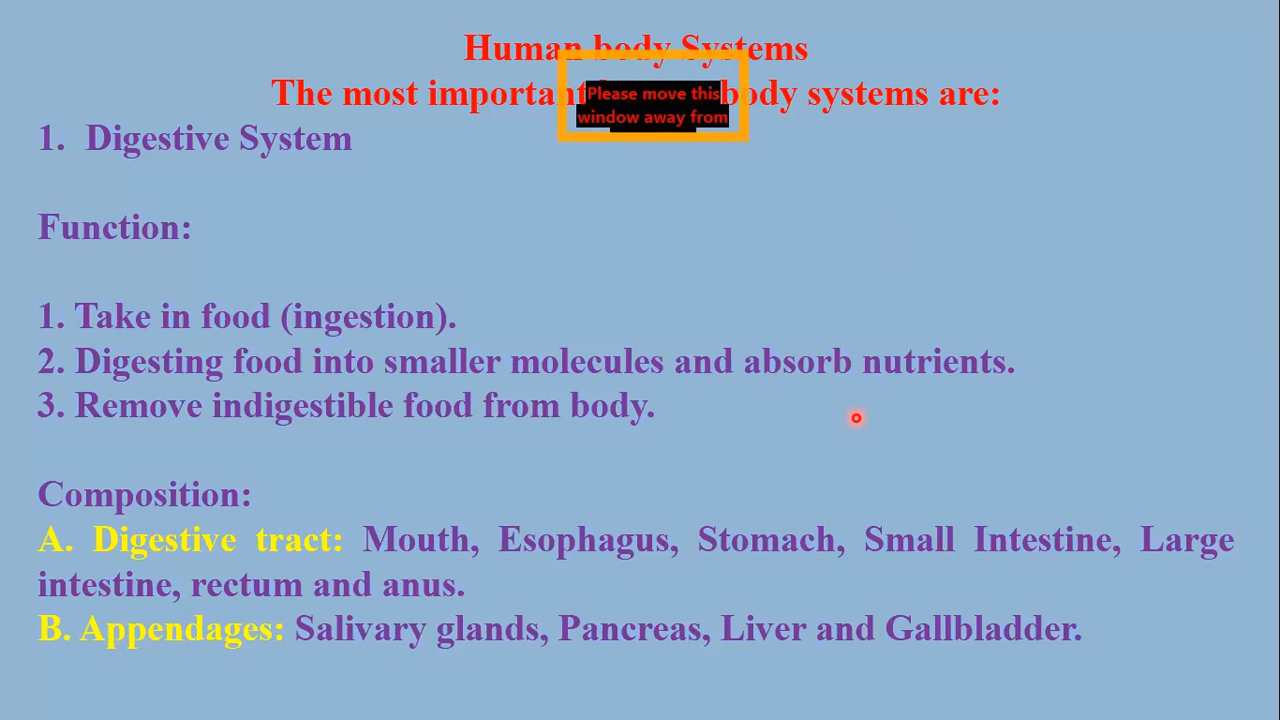 Human body Systems
The most important body systems are:
Please move this
window away from
1. Digestive System
Function:
1. Take in food (ingestion).
2. Digesting food into smaller molecules and absorb nutrients.
3. Remove indigestible food from body.
Composition:
A. Digestive tract: Mouth, Esophagus, Stomach, Small Intestine, Large
intestine, rectum and anus.
B. Appendages: Salivary glands, Pancreas, Liver and Gallbladder.